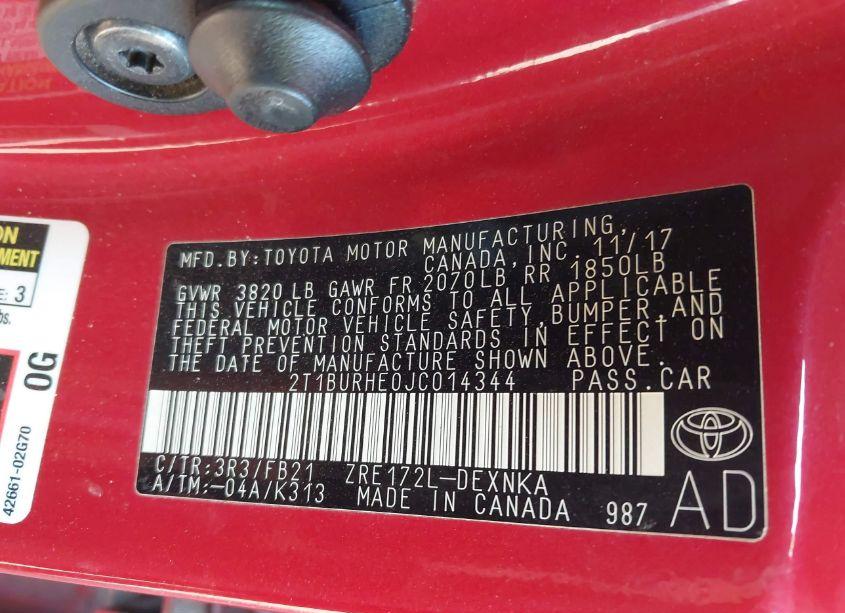 MFD.BY:TOYOTA MOTOR MANUFACTURING,
CANADA,INC. 11/17
GVWR 3820 LB GAWR FR 2070LB RR 1850LB
THIS VEHICLE CONFORMS TO ALL APPLICABLE
FEDERAL MOTOR VEHICLE SAFETY,BUMPER,AND
THEFT PREVENTION STANDARDS IN EFFECT ON
THE DATE OF MANUFACTURE SHOWN ABOVE.
2T1BURHE0JC014344 PASS.CAR
C/TR:3R3/FB21 ZRE172L-DEXNKA
A/TM:-04A/K313 MADE IN CANADA 987
AD
MENT
3
0G
42661-02G70